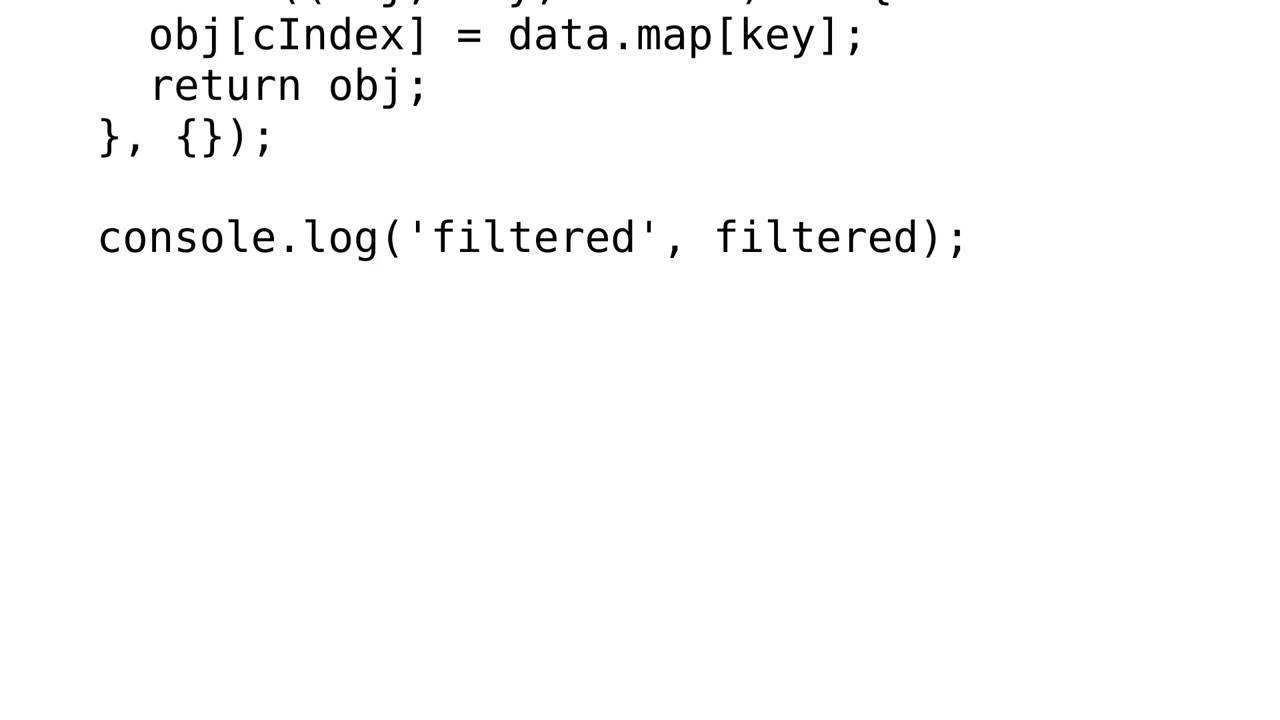 obj[cIndex] = data.map[key];
return obj;
}, {});
console.log('filtered', filtered);